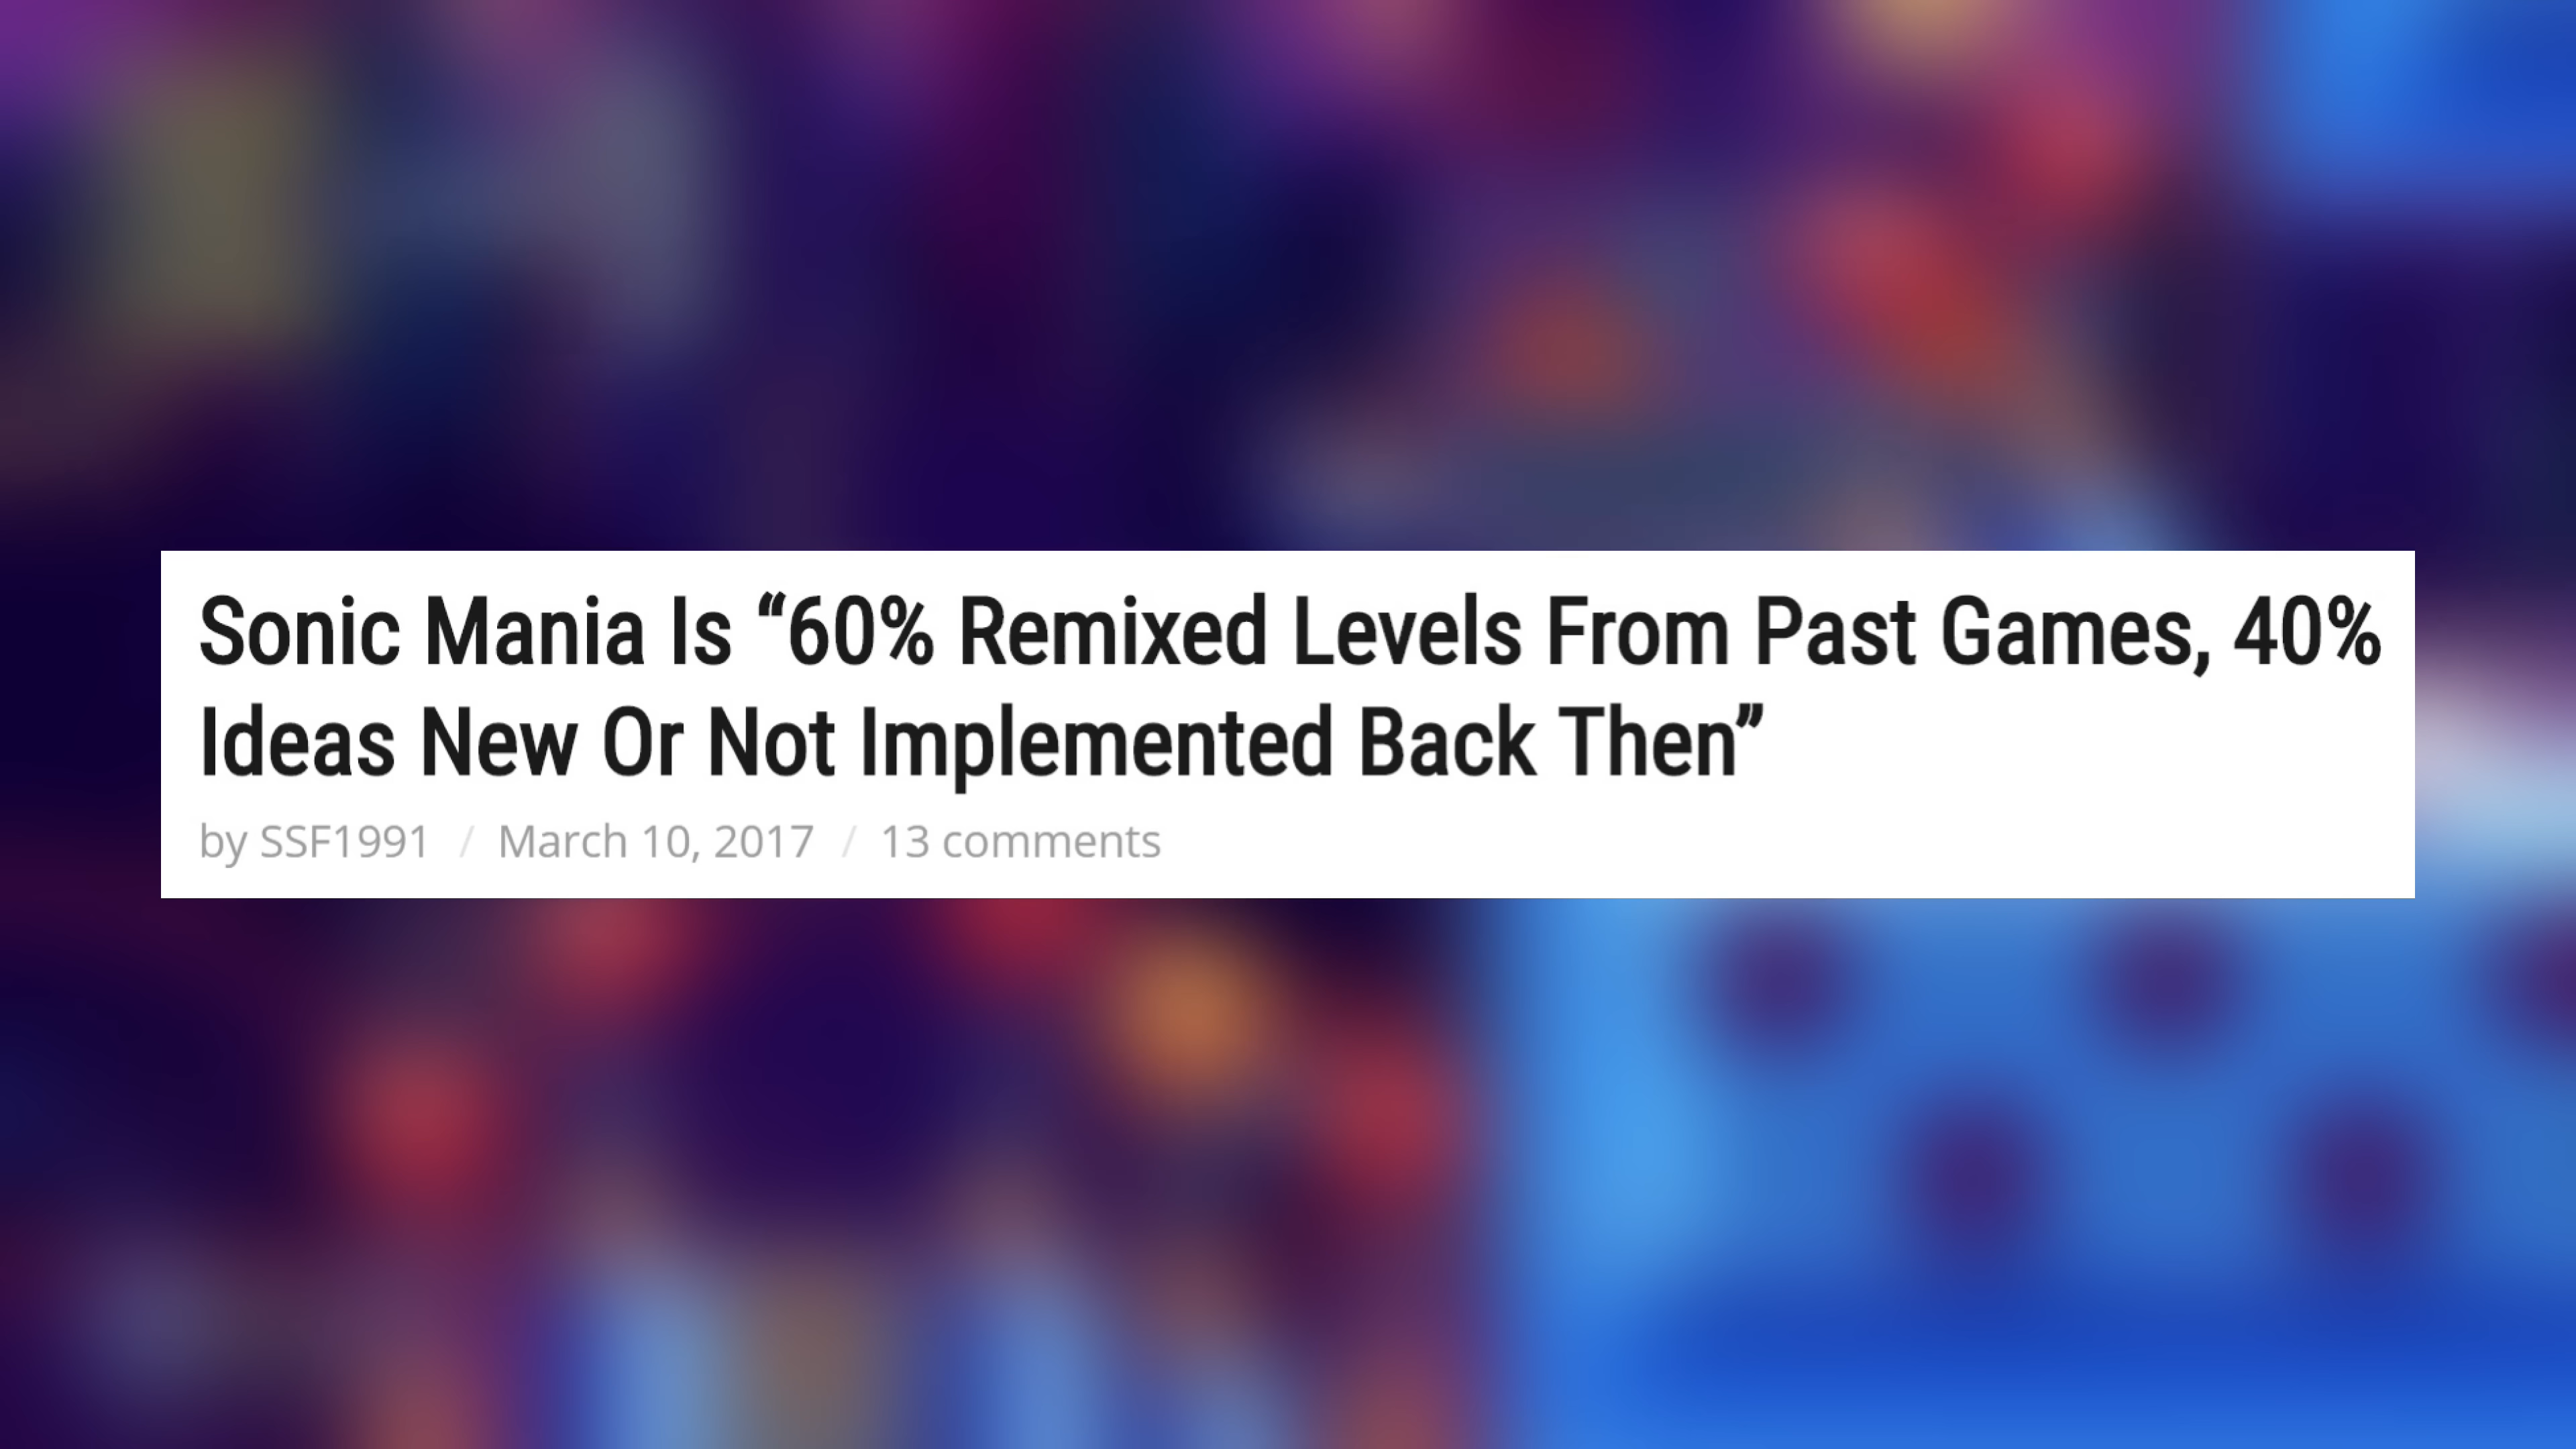 Sonic Mania Is “60% Remixed Levels From Past Games, 40%
Ideas New Or Not Implemented Back Then”
by SSF1991 / March 10, 2017 / 13 comments